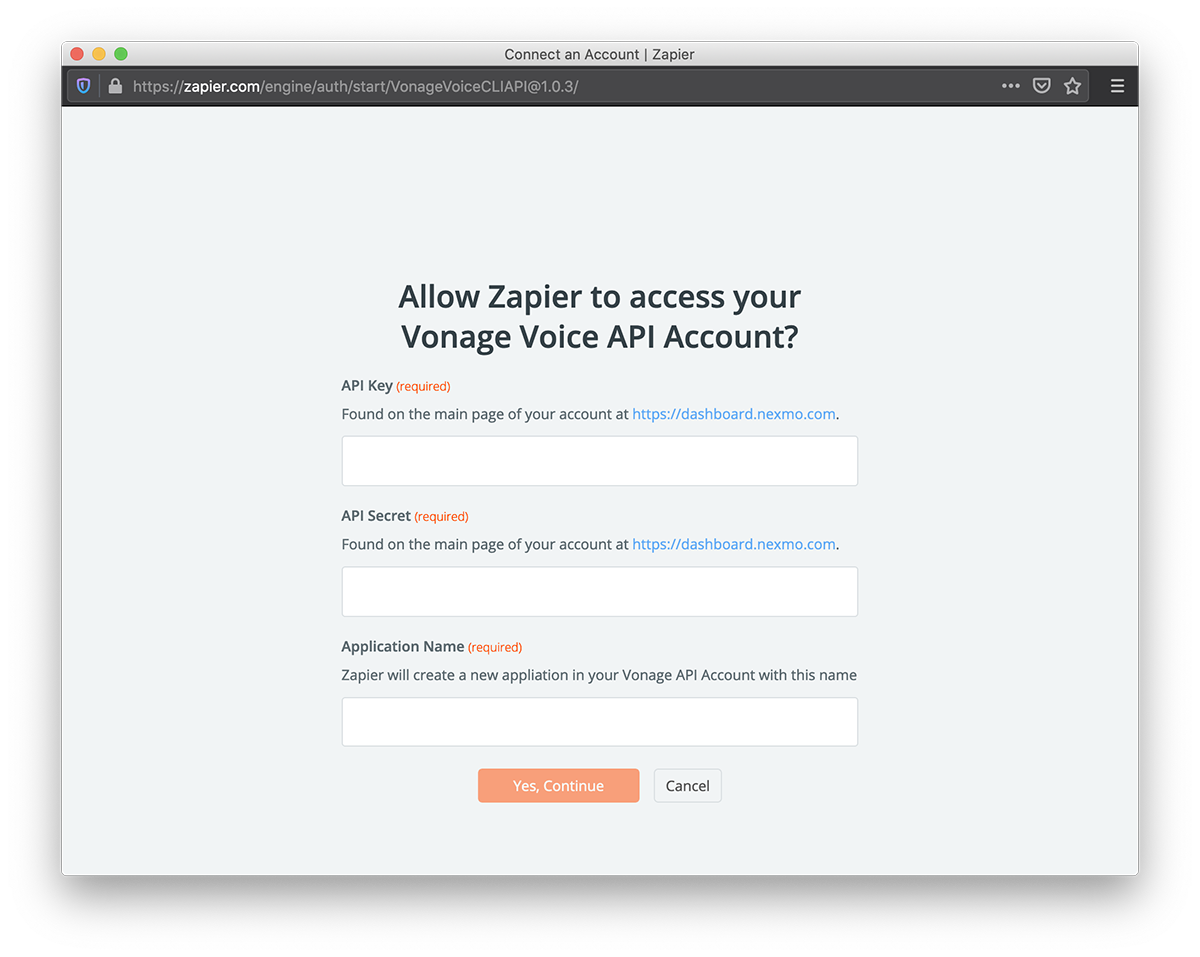 Connect an Account | Zapier
https://zapier.com/engine/auth/start/VonageVoiceCLIAPI@1.0.3/
Allow Zapier to access your
Vonage Voice API Account?
API Key (required)
Found on the main page of your account at https://dashboard.nexmo.com.
API Secret (required)
Found on the main page of your account at https://dashboard.nexmo.com.
Application Name (required)
Zapier will create a new appliation in your Vonage API Account with this name
Yes, Continue
Cancel